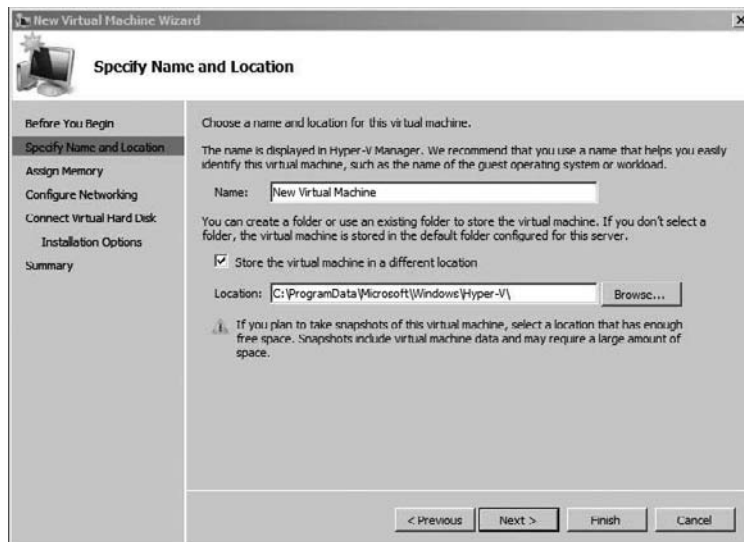 New Virtual Machine Wizard
Specify Name and Location
Before You Begin
Specify Name and Location
Assign Memory
Configure Networking
Connect Virtual Hard Disk
Installation Options
Summary
Choose a name and location for this virtual machine.
The name is displayed in Hyper-V Manager. We recommend that you use a name that helps you easily
identify this virtual machine, such as the name of the guest operating system or workload.
Name: New Virtual Machine
You can create a folder or use an existing folder to store the virtual machine. If you don't select a
folder, the virtual machine is stored in the default folder configured for this server.
Store the virtual machine in a different location
Location: C:\ProgramData\Microsoft\Windows\Hyper-V\ Browse...
If you plan to take snapshots of this virtual machine, select a location that has enough
free space. Snapshots include virtual machine data and may require a large amount of
space.
< Previous Next > Finish Cancel